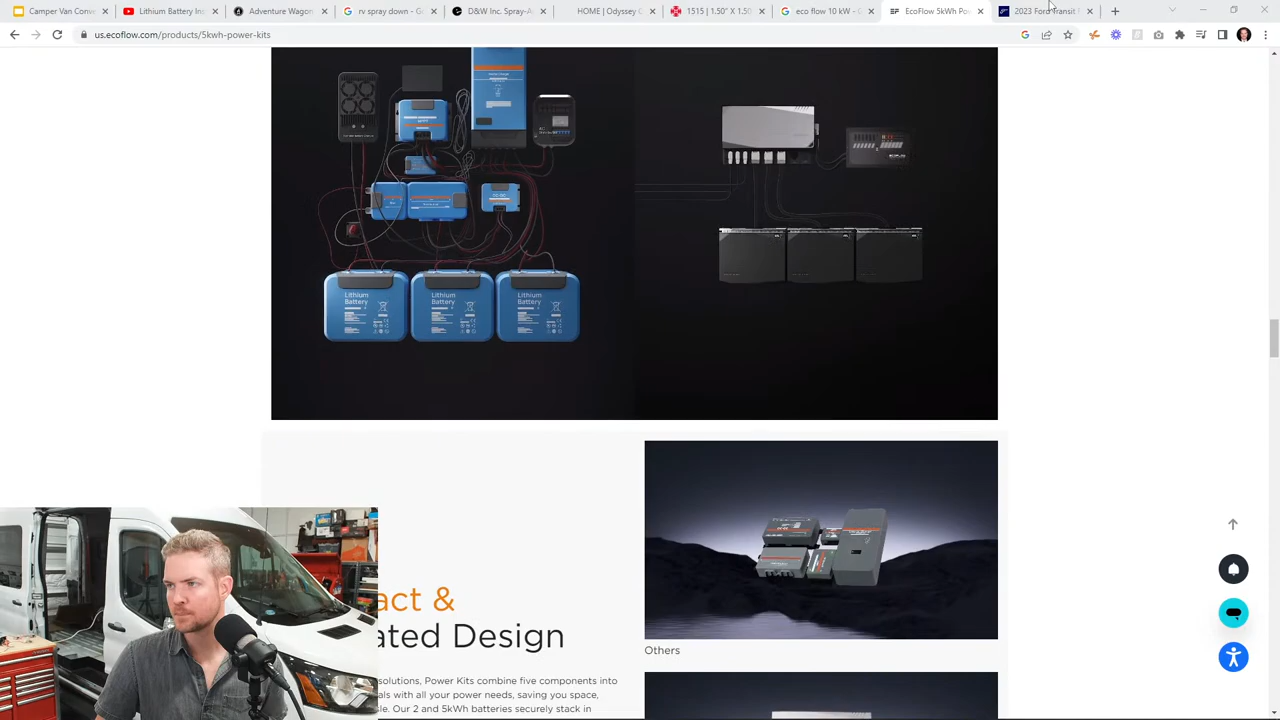 Camper Van Conve
Lithium Battery In
Adventure Wagon
rv spray down - G
D&W Inc. Spray-A
HOME | Odyssey
1515 | 1.50" X 1.50
eco flow 10 kW - G
EcoFlow 5kWh Po
2023 Ford Transit
us.ecoflow.com/products/5kwh-power-kits
Lithium Battery
Lithium Battery
Lithium Battery
act &
ated Design
solutions, Power Kits combine five components into
als with all your power needs, saving you space,
le. Our 2 and 5kWh batteries securely stack in
Others